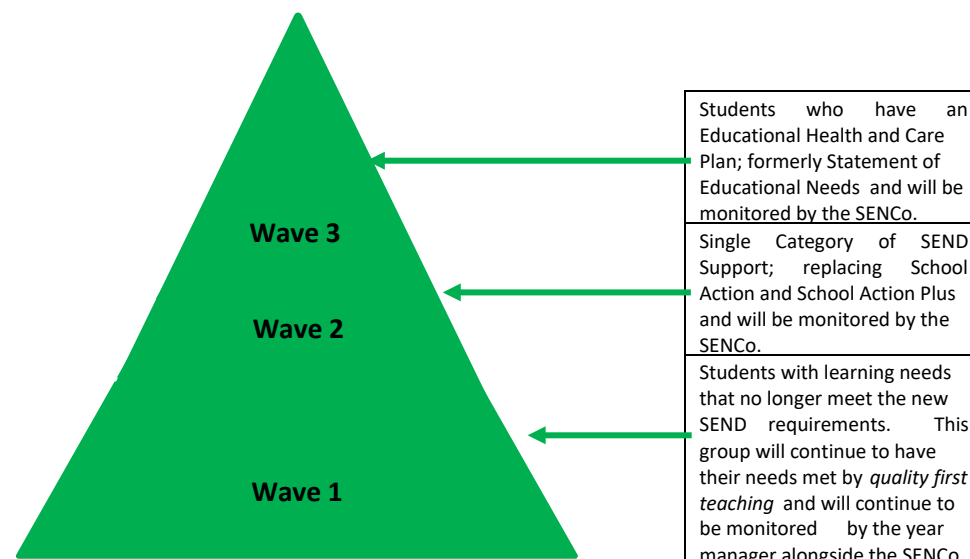 Students who have an
Educational Health and Care
Plan; formerly Statement of
Educational Needs and will be
monitored by the SENCo.
Wave 3
Single Category of SEND
Support; replacing School
Action and School Action Plus
and will be monitored by the
SENCo.
Wave 2
Students with learning needs
that no longer meet the new
SEND requirements. This
group will continue to have
their needs met by quality first
teaching and will continue to
be monitored by the year
manager alongside the SENCo
Wave 1